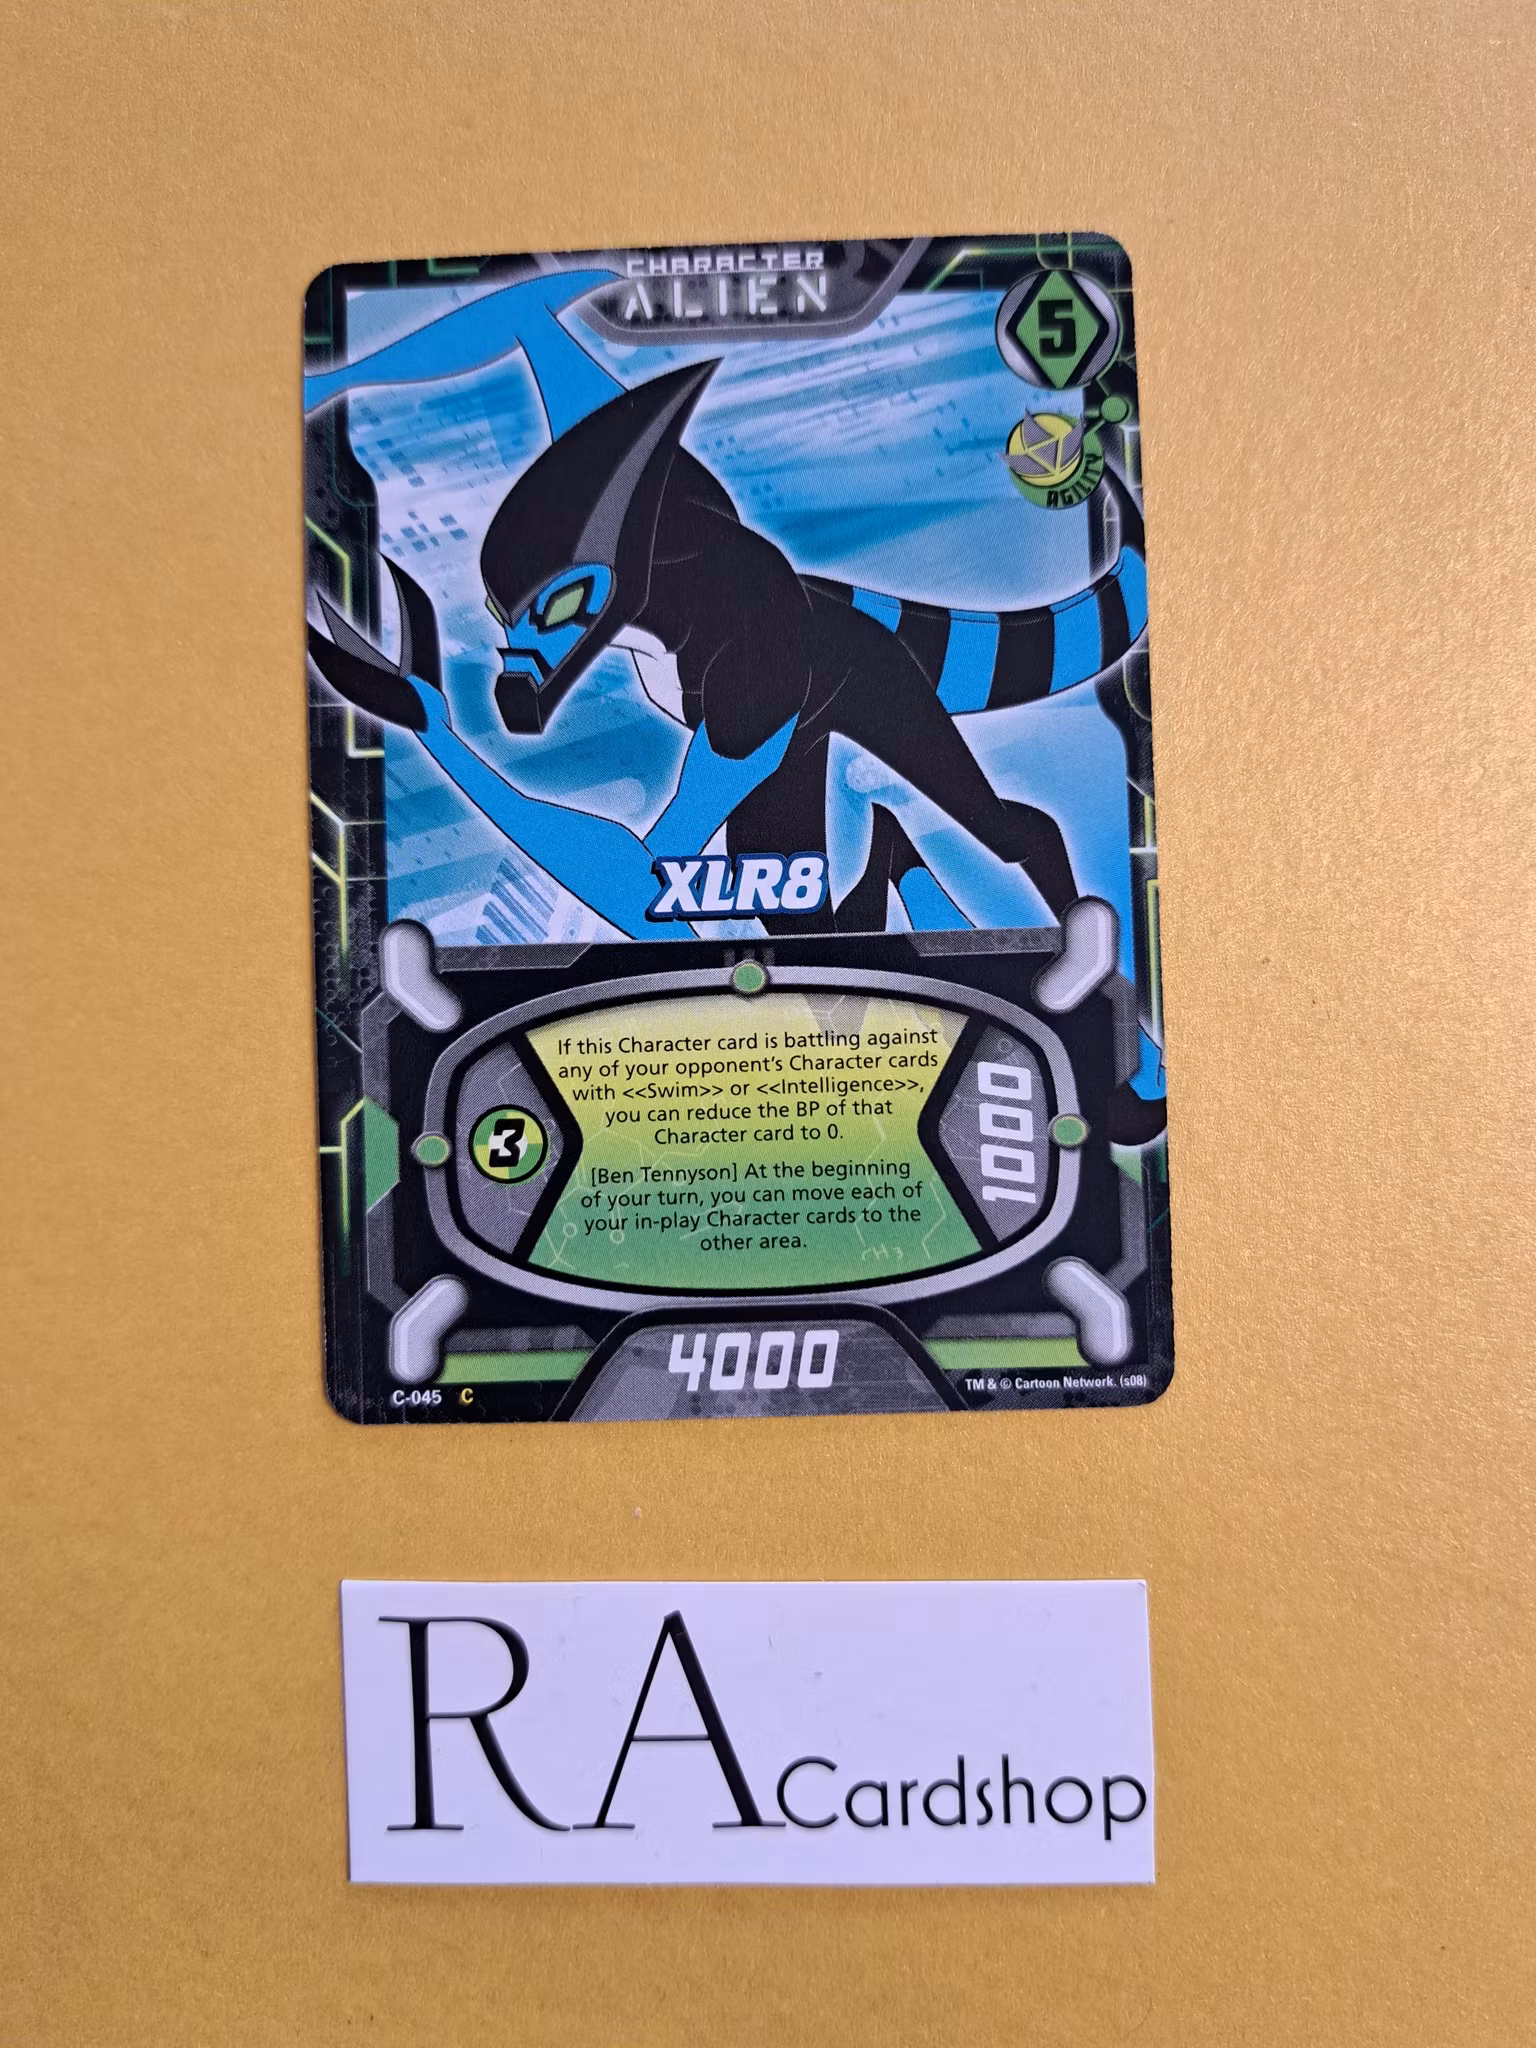 CHARACTER
ALIEN
5
AGILITY
XLR8
If this Character card is battling against
any of your opponent's Character cards
with <<Swim>> or <<Intelligence>>,
you can reduce the BP of that
Character card to 0.
[Ben Tennyson] At the beginning
of your turn, you can move each of
your in-play Character cards to the
other area.
3
1000
CH3
4000
C-045 C
TM & © Cartoon Network. (s08)
RA Cardshop